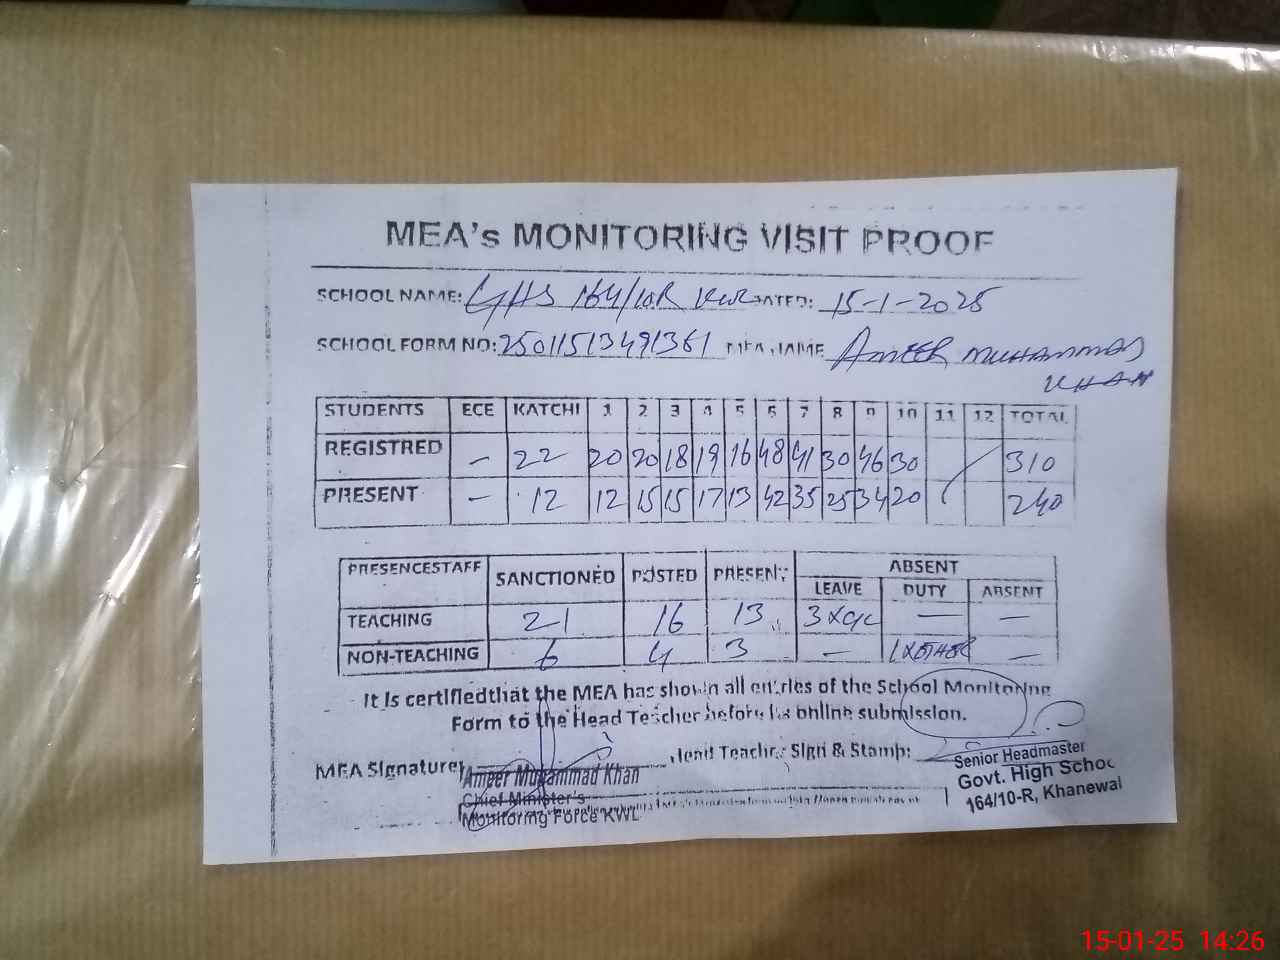 MEA's MONITORING VISIT PROOF
SCHOOL NAME: GHS 164/10R KWR DATED: 15-1-2025
SCHOOL FORM NO: 25011513491361 MEA NAME AMEER MUHAMMAD
KHAN
STUDENTS ECE KATCHI 1 2 3 4 5 6 7 8 9 10 11 12 TOTAL
REGISTRED - 22 20 20 18 19 16 48 41 30 46 30 310
PRESENT - 12 12 15 15 17 13 42 35 25 34 20 240
PRESENCESTAFF SANCTIONED POSTED PRESENT ABSENT
LEAVE DUTY ABSENT
TEACHING 21 16 13 3 — —
NON-TEACHING 6 4 3 — 1xOTHER —
It is certifiedthat the MEA has shown all entries of the School Monitoring
Form to the Head Teacher before its online submission.
MEA Signature: Head Teacher Sign & Stamp:
Ameer Muhammad Khan
Chief Minister's
Monitoring Force KWL
Senior Headmaster
Govt. High School
164/10-R, Khanewal
15-01-25 14:26